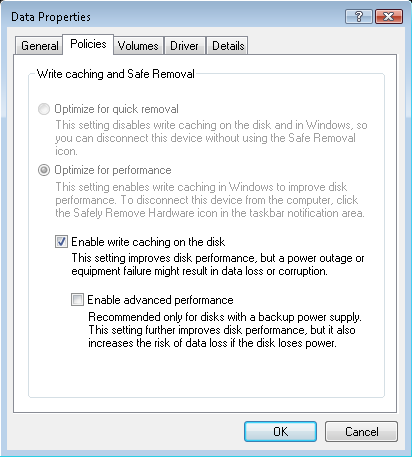 Data Properties
General Policies Volumes Driver Details
Write caching and Safe Removal
Optimize for quick removal
This setting disables write caching on the disk and in Windows, so
you can disconnect this device without using the Safe Removal
icon.
Optimize for performance
This setting enables write caching in Windows to improve disk
performance. To disconnect this device from the computer, click
the Safely Remove Hardware icon in the taskbar notification area.
Enable write caching on the disk
This setting improves disk performance, but a power outage or
equipment failure might result in data loss or corruption.
Enable advanced performance
Recommended only for disks with a backup power supply.
This setting further improves disk performance, but it also
increases the risk of data loss if the disk loses power.
OK Cancel